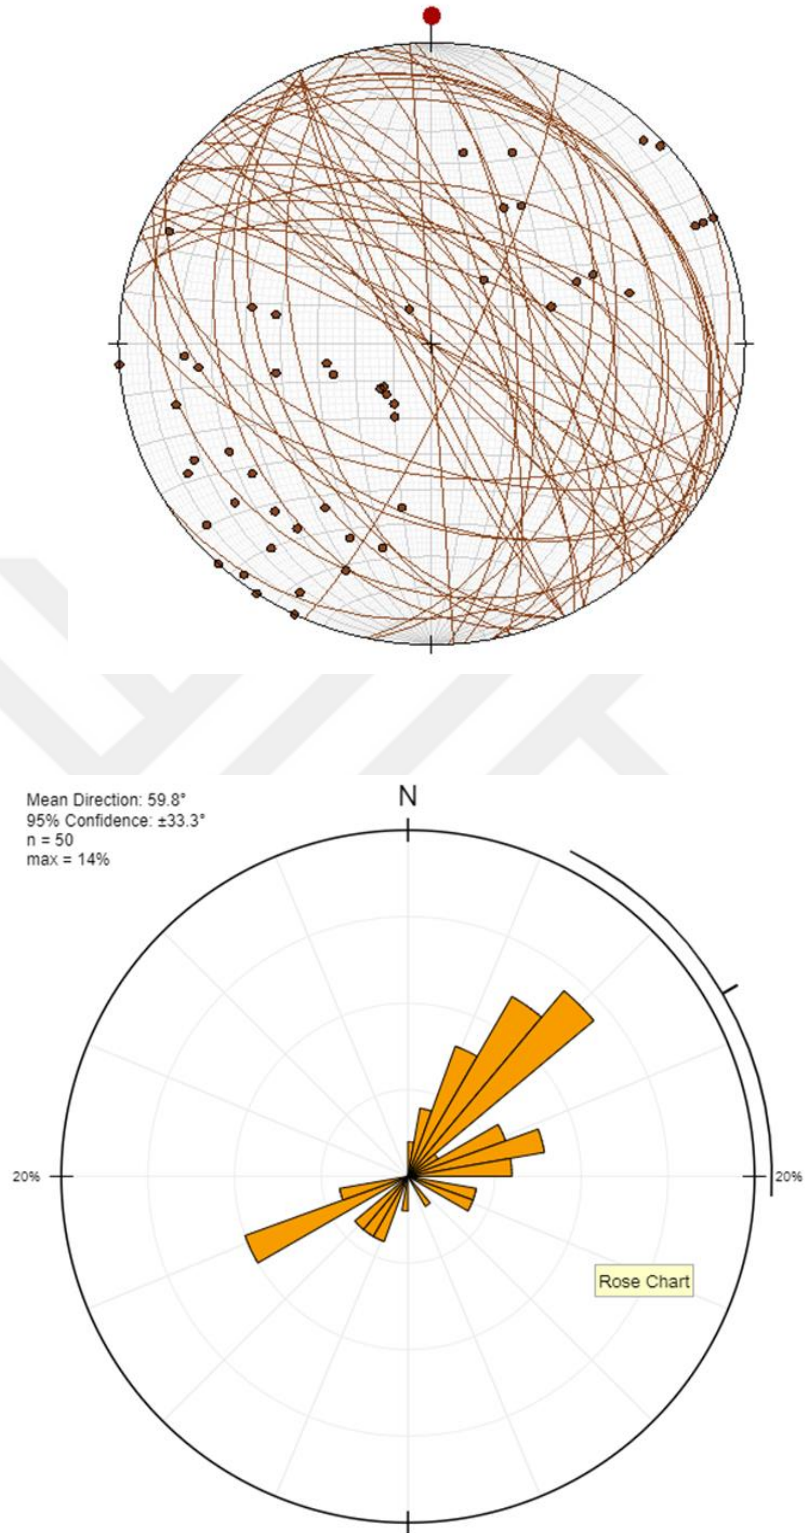 Mean Direction: 59.8°
95% Confidence: ±33.3°
n = 50
max = 14%
N
20%
20%
Rose Chart